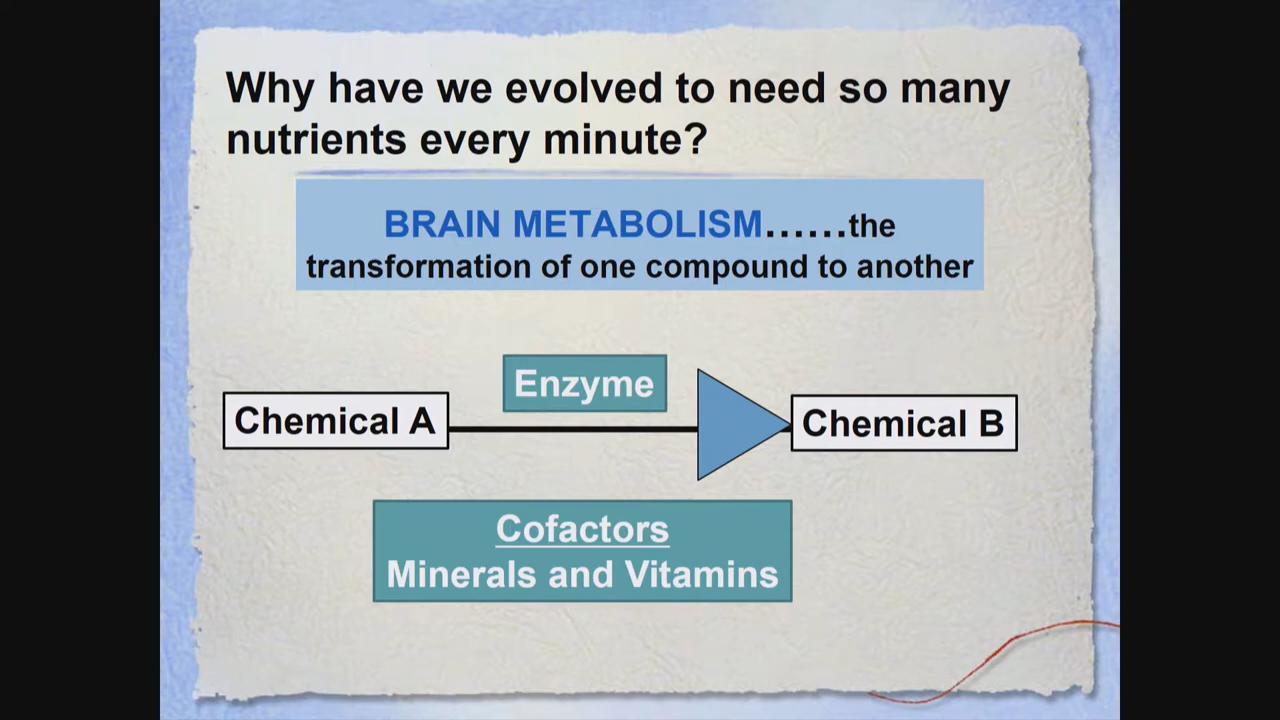 Why have we evolved to need so many
nutrients every minute?
BRAIN METABOLISM……the
transformation of one compound to another
Enzyme
Chemical A
Chemical B
Cofactors
Minerals and Vitamins